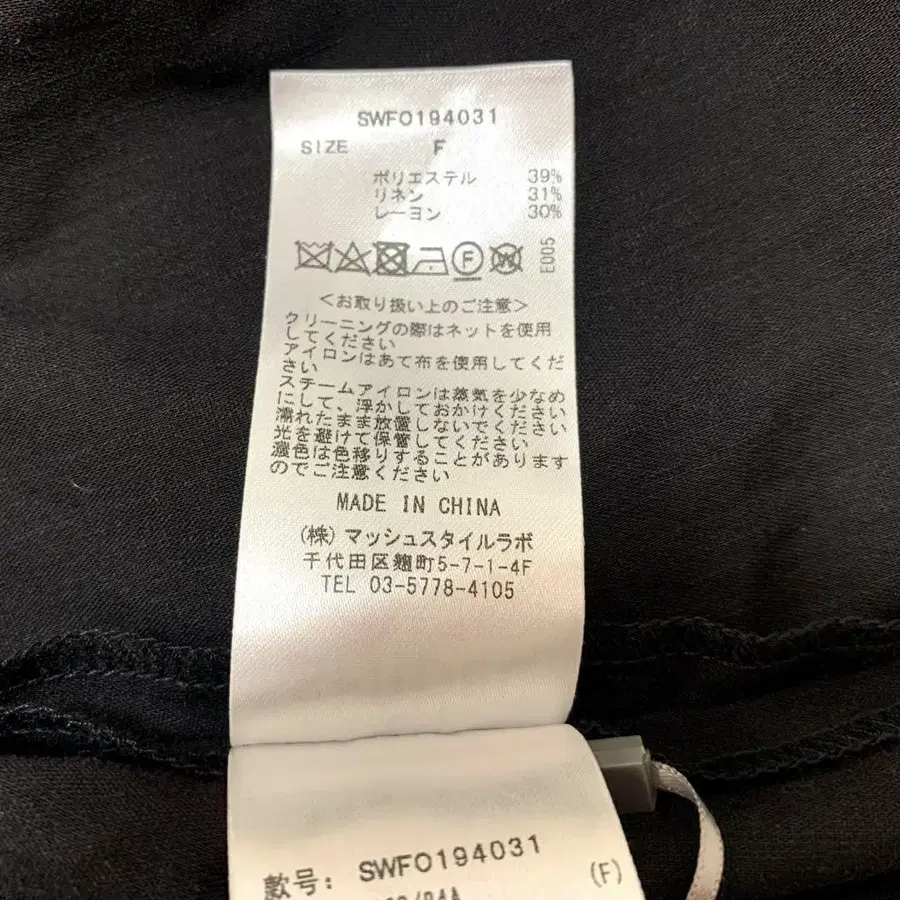 SWFO194031
SIZE F
ポリエステル 39%
リネン 31%
レーヨン 30%
F W
E005
<お取り扱い上のご注意>
クリーニングの際はネットを使用
してください
アイロンはあて布を使用してくだ
さい
スチームアイロンは蒸気を少なめ
にして、浮かしておかけください
濡れたまま放置しないでください
光を避けて保管してください
濃色は色移りすることがあります
のでご注意ください
MADE IN CHINA
(株)マッシュスタイルラボ
千代田区麹町5-7-1-4F
TEL 03-5778-4105
款号: SWFO194031 (F)